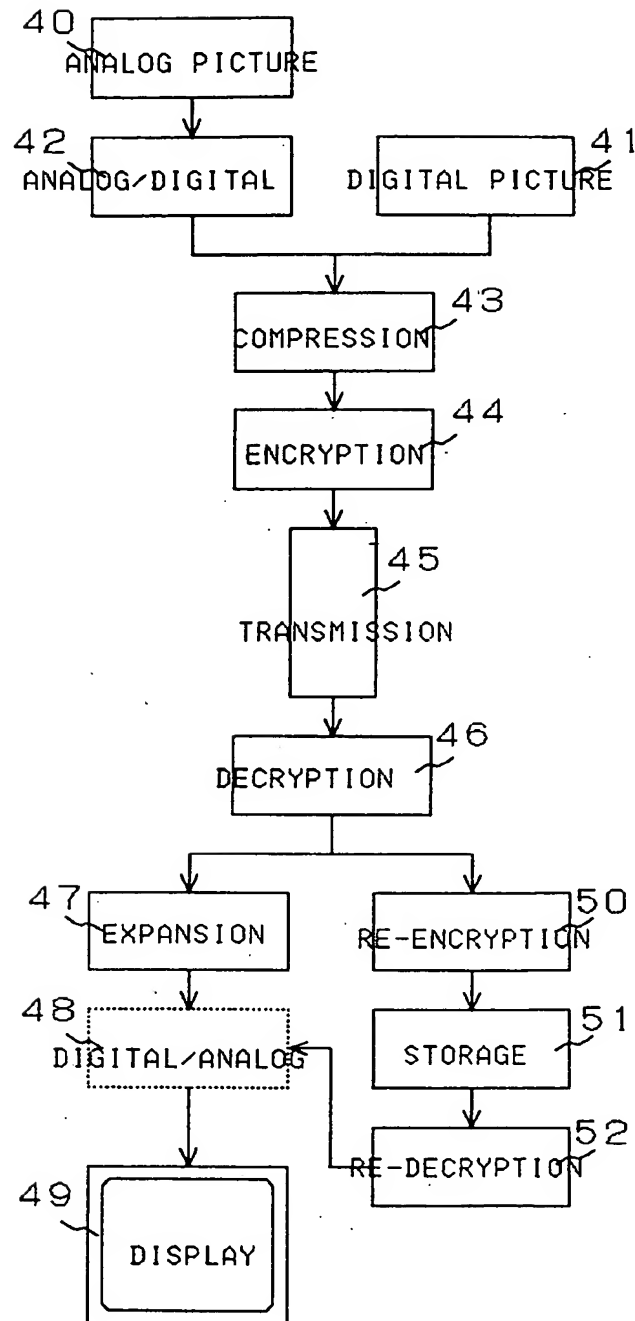 40
ANALOG PICTURE
42
ANALOG/DIGITAL
41
DIGITAL PICTURE
43
COMPRESSION
44
ENCRYPTION
45
TRANSMISSION
46
DECRYPTION
47
EXPANSION
50
RE-ENCRYPTION
48
DIGITAL/ANALOG
51
STORAGE
52
RE-DECRYPTION
49
DISPLAY